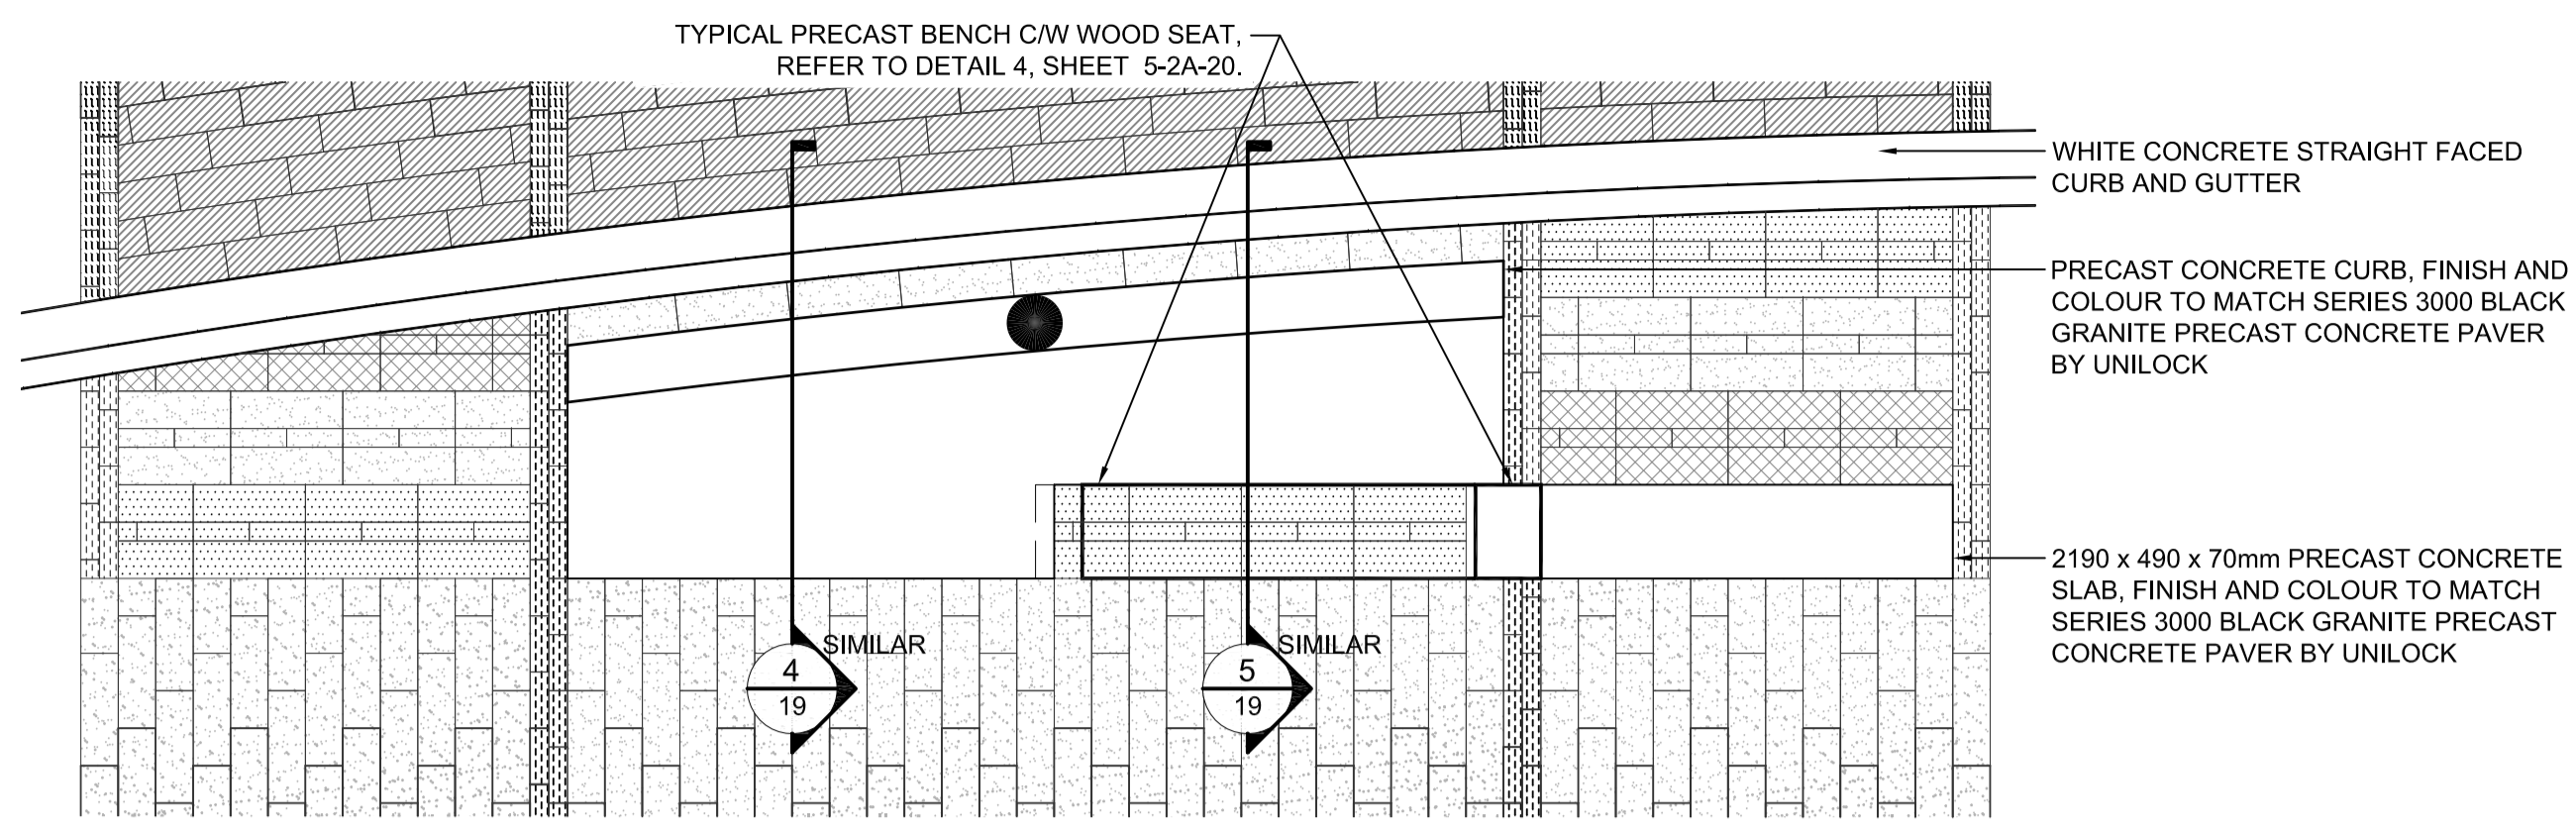 TYPICAL PRECAST BENCH C/W WOOD SEAT,
REFER TO DETAIL 4, SHEET 5-2A-20.
WHITE CONCRETE STRAIGHT FACED
CURB AND GUTTER
PRECAST CONCRETE CURB, FINISH AND
COLOUR TO MATCH SERIES 3000 BLACK
GRANITE PRECAST CONCRETE PAVER
BY UNILOCK
2190 x 490 x 70mm PRECAST CONCRETE
SLAB, FINISH AND COLOUR TO MATCH
SERIES 3000 BLACK GRANITE PRECAST
CONCRETE PAVER BY UNILOCK
SIMILAR
4
19
SIMILAR
5
19